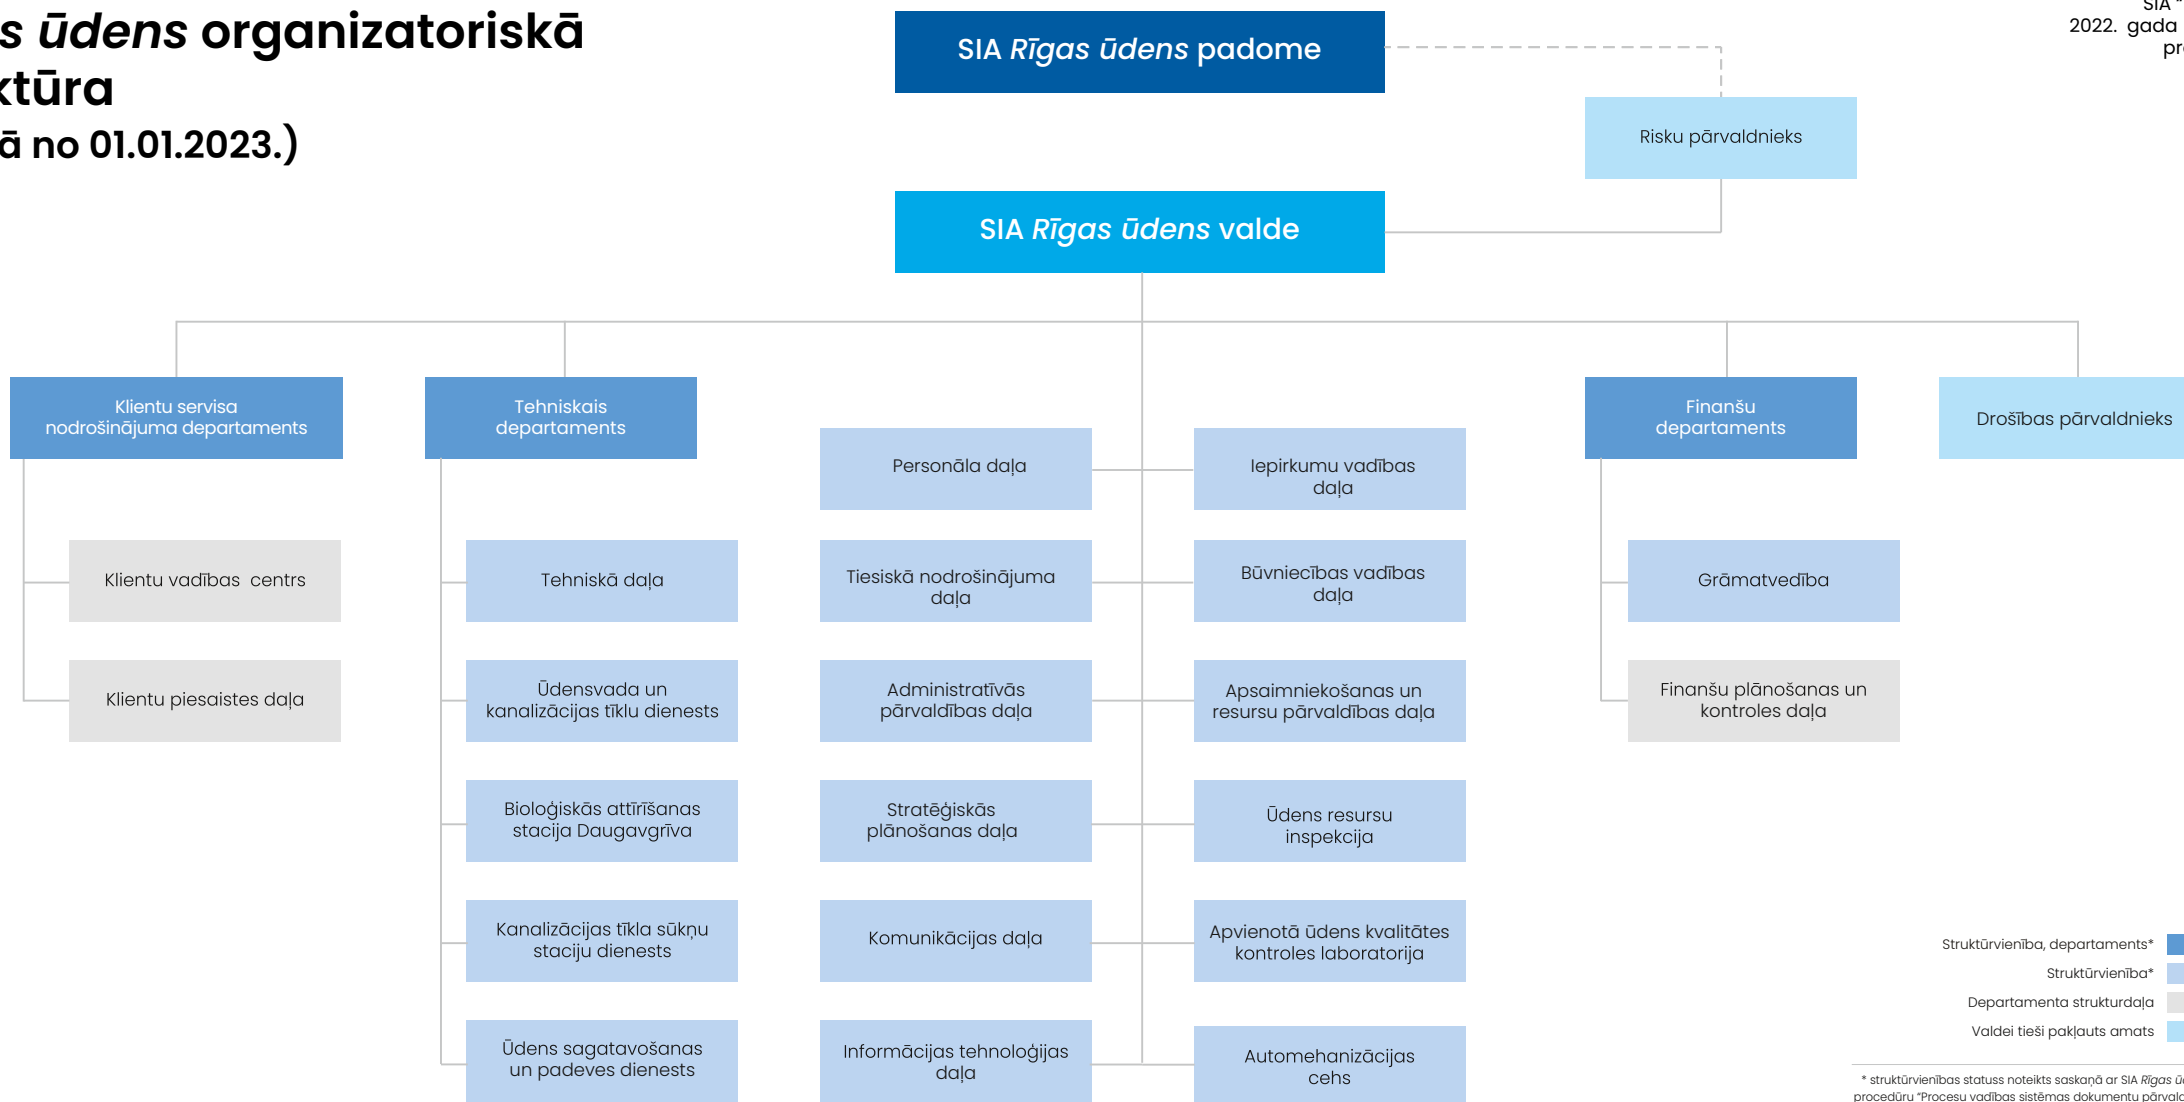 s ūdens organizatoriskā
ktūra
ā no 01.01.2023.)
SIA
2022. gada
SIA Rīgas ūdens padome
Risku pārvaldnieks
SIA Rīgas ūdens valde
Klientu servisa
nodrošinājuma departaments
Tehniskais
departaments
Finanšu
departaments
Drošības pārvaldnieks
Personāla daļa
Iepirkumu vadības
daļa
Klientu vadības centrs
Tehniskā daļa
Tiesiskā nodrošinājuma
daļa
Būvniecības vadības
daļa
Grāmatvedība
Klientu piesaistes daļa
Ūdensvada un
kanalizācijas tīklu dienests
Administratīvās
pārvaldības daļa
Apsaimniekošanas un
resursu pārvaldības daļa
Finanšu plānošanas un
kontroles daļa
Bioloģiskās attīrīšanas
stacija Daugavgrīva
Stratēģiskās
plānošanas daļa
Ūdens resursu
inspekcija
Kanalizācijas tīkla sūkņu
staciju dienests
Komunikācijas daļa
Apvienotā ūdens kvalitātes
kontroles laboratorija
Ūdens sagatavošanas
un padeves dienests
Informācijas tehnoloģijas
daļa
Automehanizācijas
cehs
Struktūrvienība, departaments*
Struktūrvienība*
Departamenta strukturdaļa
Valdei tieši pakļauts amats
* struktūrvienības statuss noteikts saskaņā ar SIA Rīgas
procedūru “Procesu vadības sistēmas dokumentu